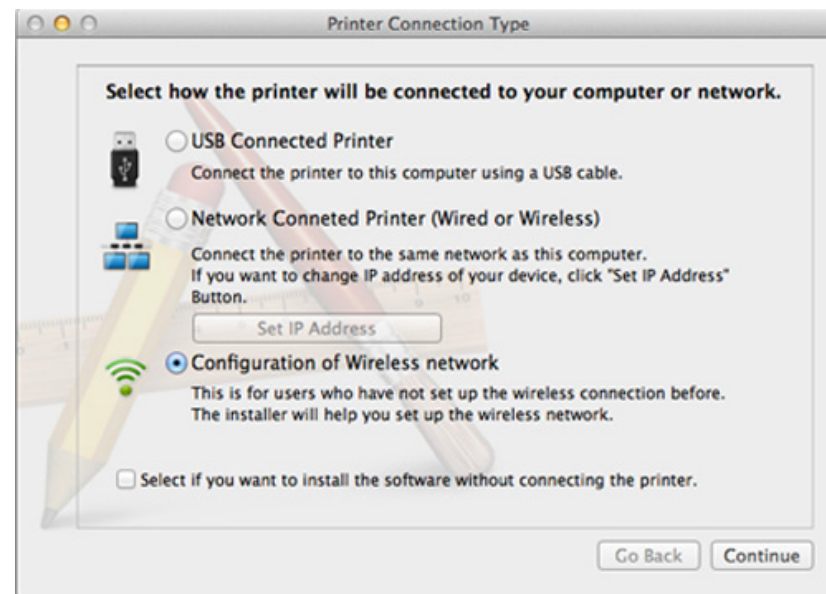 Printer Connection Type
Select how the printer will be connected to your computer or network.
USB Connected Printer
Connect the printer to this computer using a USB cable.
Network Conneted Printer (Wired or Wireless)
Connect the printer to the same network as this computer.
If you want to change IP address of your device, click "Set IP Address"
Button.
Set IP Address
Configuration of Wireless network
This is for users who have not set up the wireless connection before.
The installer will help you set up the wireless network.
Select if you want to install the software without connecting the printer.
Go Back Continue